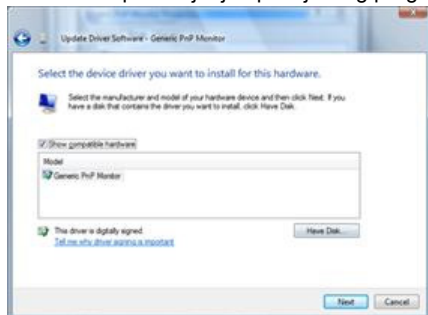 Update Driver Software - Generic PnP Monitor
Select the device driver you want to install for this hardware.
Select the manufacturer and model of your hardware device and then click Next. If you
have a disk that contains the driver you want to install, click Have Disk.
Show compatible hardware
Model
Generic PnP Monitor
This driver is digitally signed.
Have Disk...
Tell me why driver signing is important
Next
Cancel